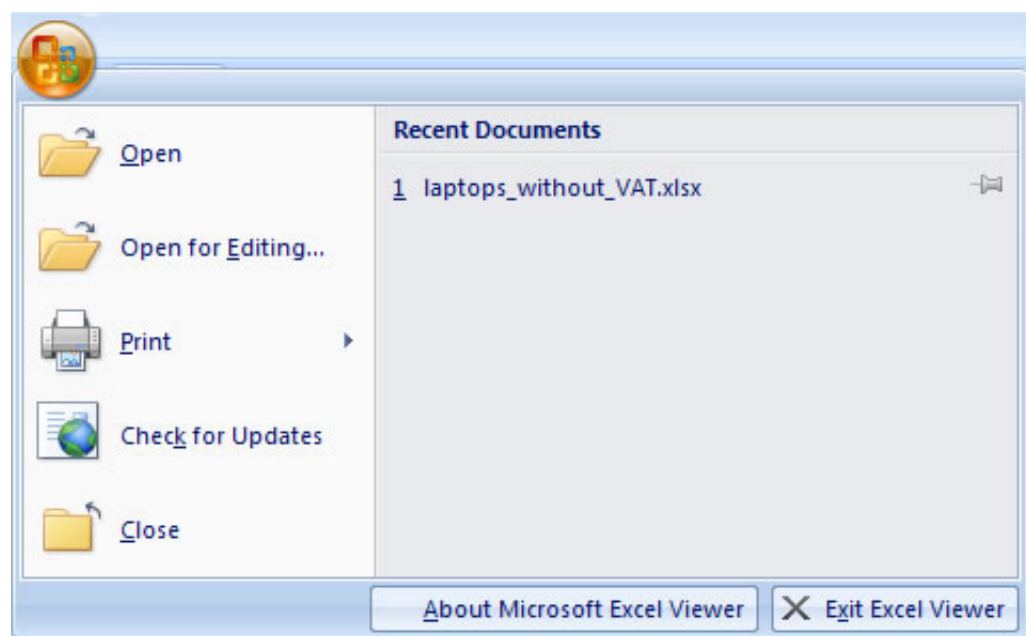 Open
Open for Editing...
Print
Check for Updates
Close
Recent Documents
1 laptops_without_VAT.xlsx
About Microsoft Excel Viewer
Exit Excel Viewer